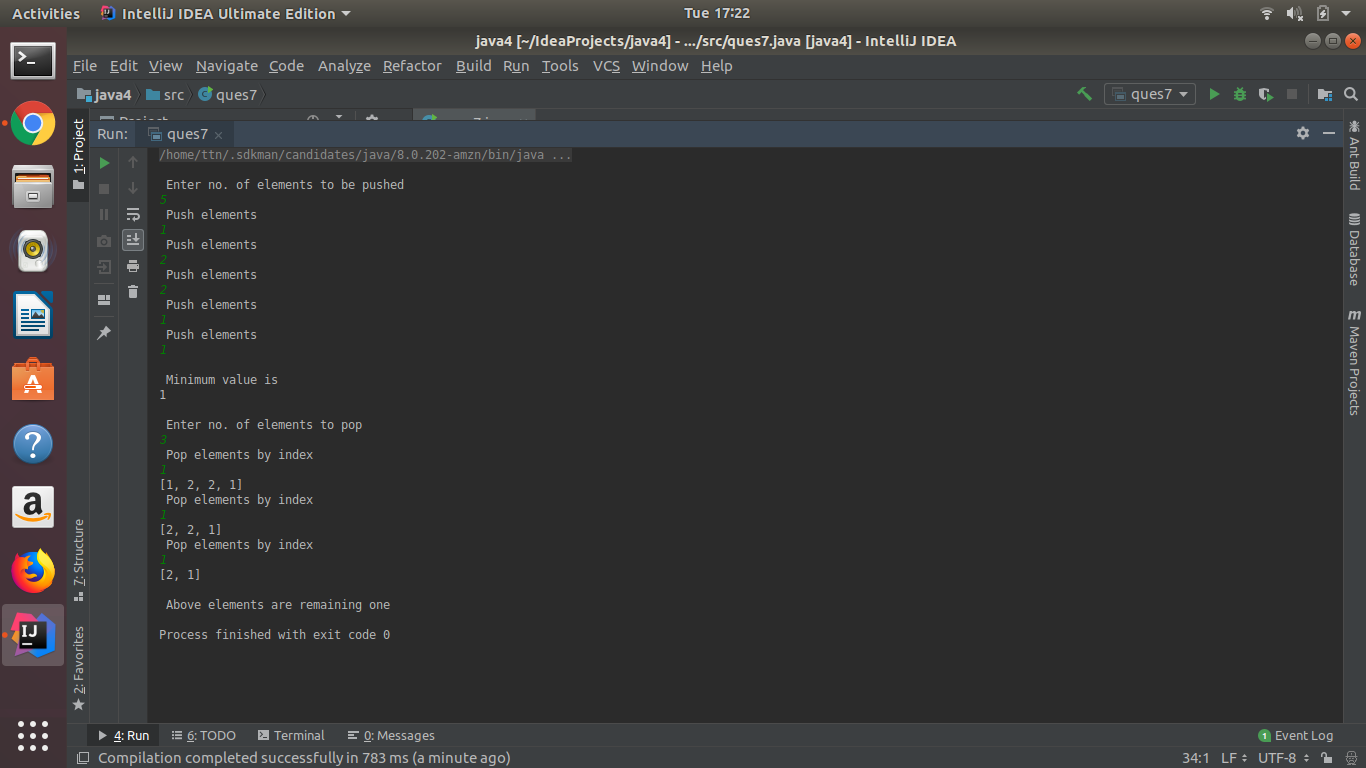 Activities IntelliJ IDEA Ultimate Edition Tue 17:22
java4 [~/IdeaProjects/java4] - .../src/ques7.java [java4] - IntelliJ IDEA
File Edit View Navigate Code Analyze Refactor Build Run Tools VCS Window Help
java4 src ques7 ques7
Run: ques7
1: Project
7: Structure
2: Favorites
/home/ttn/.sdkman/candidates/java/8.0.202-amzn/bin/java ...
Enter no. of elements to be pushed
5
Push elements
1
Push elements
2
Push elements
2
Push elements
1
Push elements
1
Minimum value is
1
Enter no. of elements to pop
3
Pop elements by index
1
[1, 2, 2, 1]
Pop elements by index
1
[2, 2, 1]
Pop elements by index
1
[2, 1]
Above elements are remaining one
Process finished with exit code 0
Ant Build
Database
m Maven Projects
4: Run 6: TODO Terminal 0: Messages 1 Event Log
Compilation completed successfully in 783 ms (a minute ago) 34:1 LF UTF-8